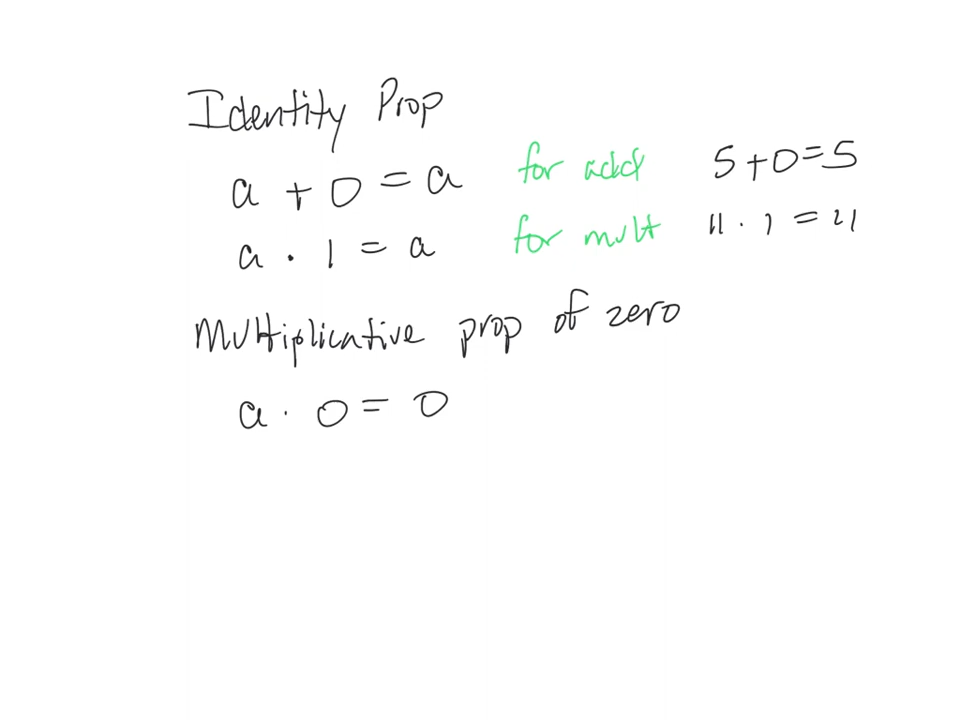 Identity Prop
a + 0 = a for add 5+0=5
a · 1 = a for mult 11 · 1 = 11
Multiplicative prop of zero
a · 0 = 0